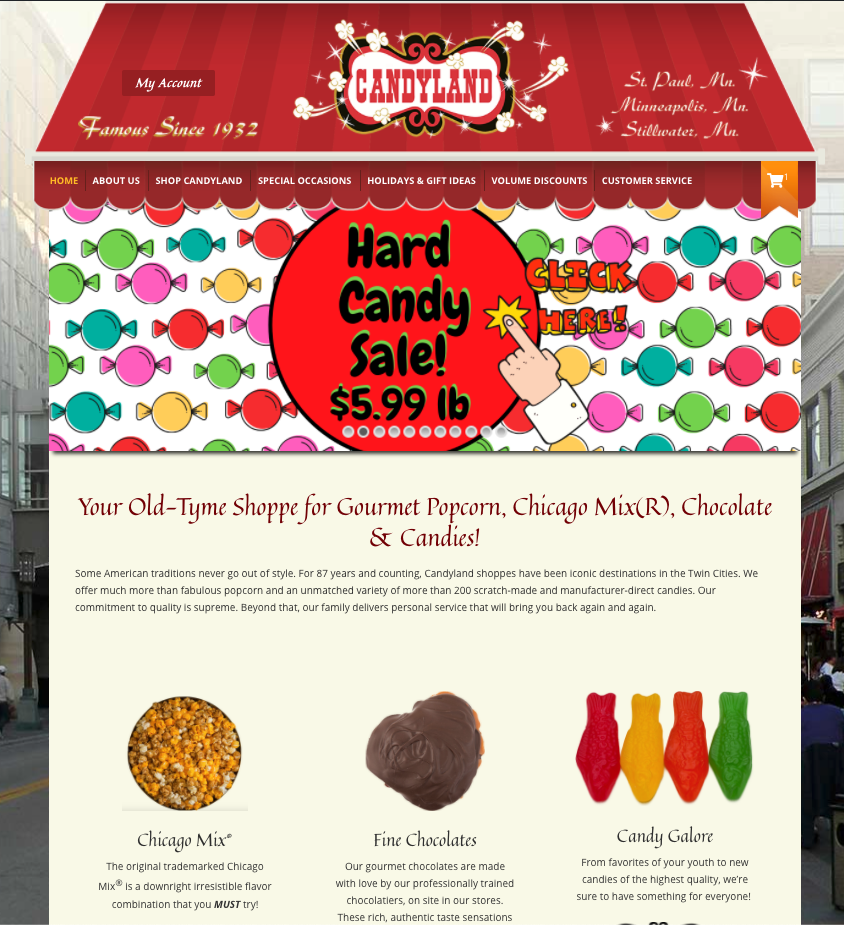 My Account
Famous Since 1932
CANDYLAND
St. Paul, Mn.
Minneapolis, Mn.
Stillwater, Mn.
HOME ABOUT US SHOP CANDYLAND SPECIAL OCCASIONS HOLIDAYS & GIFT IDEAS VOLUME DISCOUNTS CUSTOMER SERVICE 1
Hard
Candy
Sale!
$5.99 lb
CLICK
HERE!
Your Old-Tyme Shoppe for Gourmet Popcorn, Chicago Mix(R), Chocolate
& Candies!
Some American traditions never go out of style. For 87 years and counting, Candyland shoppes have been iconic destinations in the Twin Cities. We
offer much more than fabulous popcorn and an unmatched variety of more than 200 scratch-made and manufacturer-direct candies. Our
commitment to quality is supreme. Beyond that, our family delivers personal service that will bring you back again and again.
Chicago Mix®
The original trademarked Chicago
Mix® is a downright irresistible flavor
combination that you MUST try!
Fine Chocolates
Our gourmet chocolates are made
with love by our professionally trained
chocolatiers, on site in our stores.
These rich, authentic taste sensations
Candy Galore
From favorites of your youth to new
candies of the highest quality, we're
sure to have something for everyone!